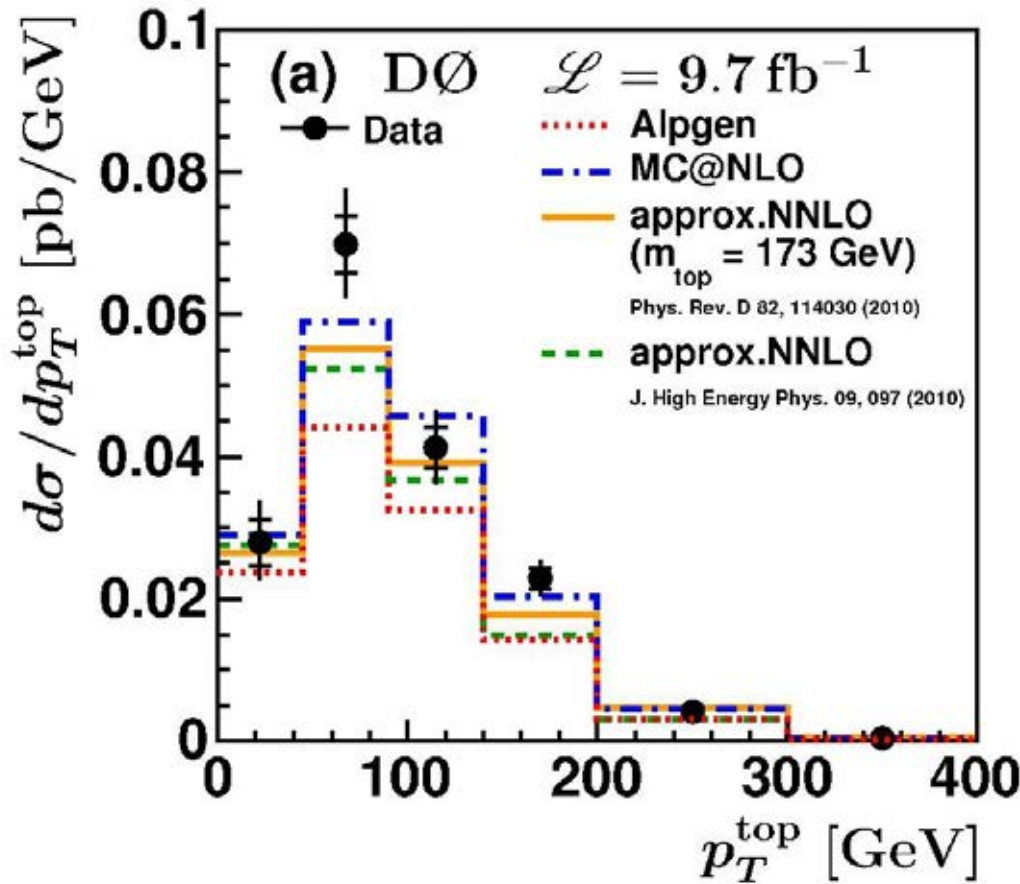 0.1
(a) DØ ℒ = 9.7 fb⁻¹
Data
Alpgen
MC@NLO
approx.NNLO
(m_top = 173 GeV)
Phys. Rev. D 82, 114030 (2010)
approx.NNLO
J. High Energy Phys. 09, 097 (2010)
dσ/dp_T^top [pb/GeV]
0.08
0.06
0.04
0.02
0
0 100 200 300 400
p_T^top [GeV]